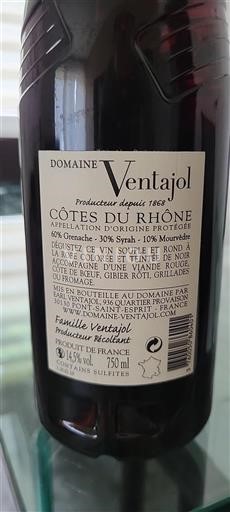 DOMAINE
Ventajol
Producteur depuis 1868
CÔTES DU RHÔNE
APPELLATION D'ORIGINE PROTÉGÉE
60% Grenache - 30% Syrah - 10% Mourvèdre
DÉGUSTEZ CE VIN SOUPLE ET ROND À
LA ROBE COLORÉE ET TEINTÉE DE NOIR
ACCOMPAGNÉ D'UNE VIANDE ROUGE,
CÔTE DE BŒUF, GIBIER RÔTI, GRILLADES
OU FROMAGE.
MIS EN BOUTEILLE AU DOMAINE PAR
EARL VENTAJOL, 936 QUARTIER PROVAISON
30130 PONT-SAINT-ESPRIT - FRANCE
WWW.DOMAINE-VENTAJOL.COM
Famille Ventajol
Producteur Récoltant
PRODUIT DE FRANCE
14,5% vol. 750 ml
CONTAINS SULFITES